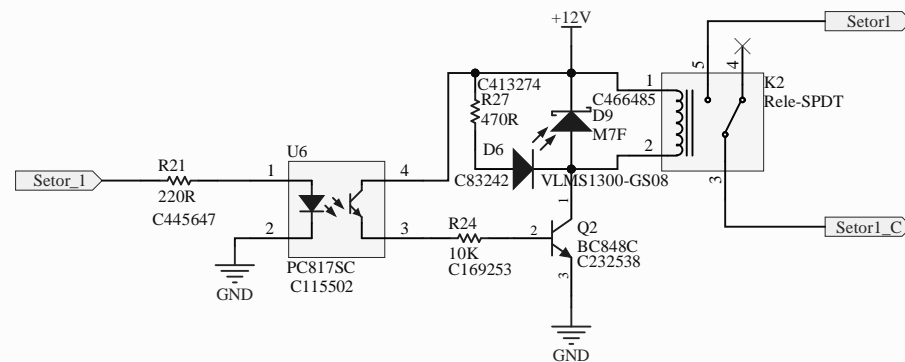 +12V
Setor1
C413274
R27
470R
C466485
D9
M7F
1
2
5
4
3
K2
Rele-SPDT
D6
C83242
VLMS1300-GS08
U6
Setor_1
R21
220R
C445647
1
2
4
3
PC817SC
C115502
GND
R24
10K
C169253
1
2
3
Q2
BC848C
C232538
GND
Setor1_C